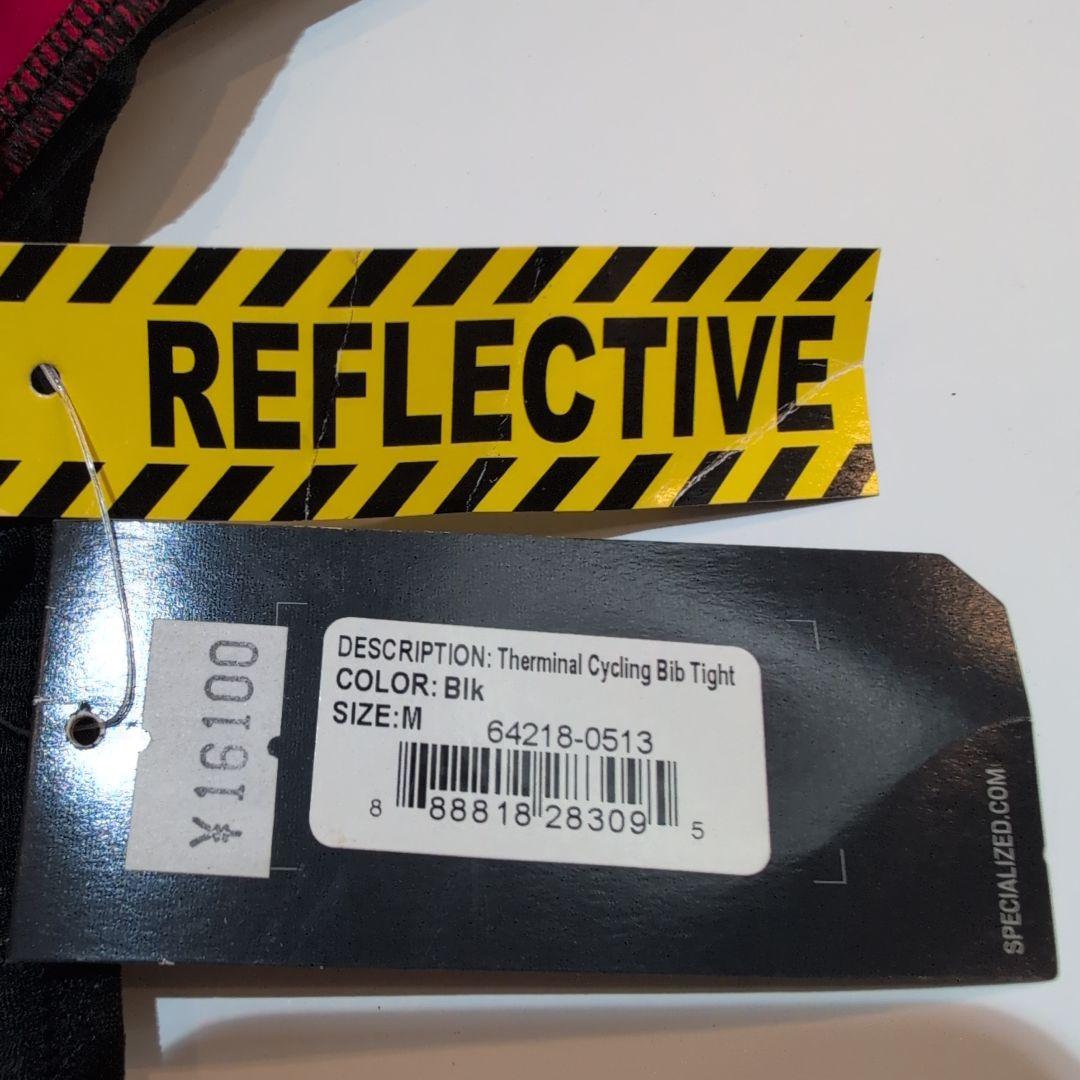 REFLECTIVE
¥16100
DESCRIPTION: Therminal Cycling Bib Tight
COLOR: Blk
SIZE:M
64218-0513
8 88818 28309 5
SPECIALIZED.COM